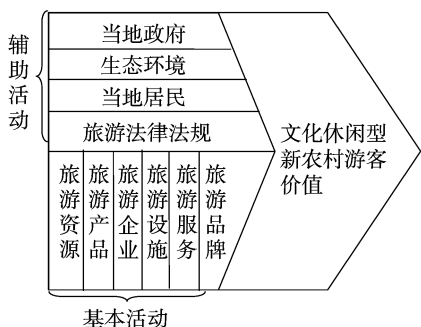 辅助活动
当地政府
生态环境
当地居民
旅游法律法规
旅游资源
旅游产品
旅游企业
旅游设施
旅游服务
旅游品牌
文化休闲型
新农村游客
价值
基本活动